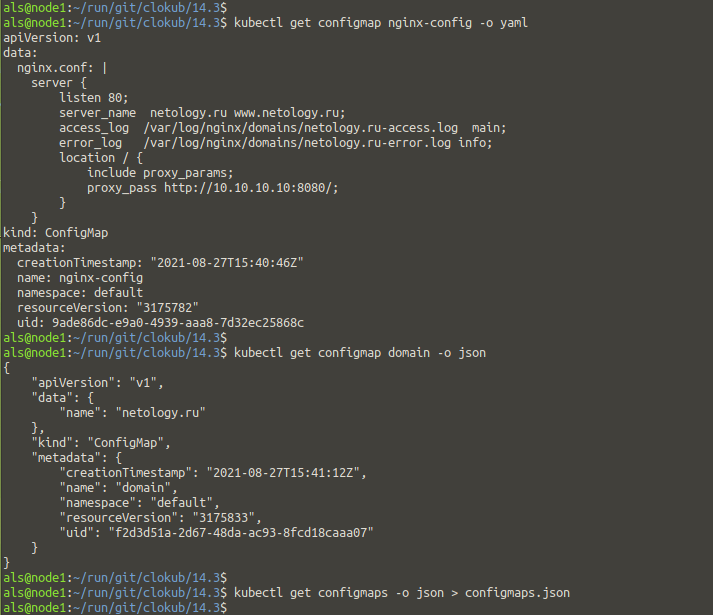 als@node1:~/run/git/clokub/14.3$
als@node1:~/run/git/clokub/14.3$ kubectl get configmap nginx-config -o yaml
apiVersion: v1
data:
  nginx.conf: |
    server {
        listen 80;
        server_name  netology.ru www.netology.ru;
        access_log  /var/log/nginx/domains/netology.ru-access.log  main;
        error_log   /var/log/nginx/domains/netology.ru-error.log info;
        location / {
            include proxy_params;
            proxy_pass http://10.10.10.10:8080/;
        }
    }
kind: ConfigMap
metadata:
  creationTimestamp: "2021-08-27T15:40:46Z"
  name: nginx-config
  namespace: default
  resourceVersion: "3175782"
  uid: 9ade86dc-e9a0-4939-aaa8-7d32ec25868c
als@node1:~/run/git/clokub/14.3$
als@node1:~/run/git/clokub/14.3$ kubectl get configmap domain -o json
{
    "apiVersion": "v1",
    "data": {
        "name": "netology.ru"
    },
    "kind": "ConfigMap",
    "metadata": {
        "creationTimestamp": "2021-08-27T15:41:12Z",
        "name": "domain",
        "namespace": "default",
        "resourceVersion": "3175833",
        "uid": "f2d3d51a-2d67-48da-ac93-8fcd18caaa07"
    }
}
als@node1:~/run/git/clokub/14.3$
als@node1:~/run/git/clokub/14.3$ kubectl get configmaps -o json > configmaps.json
als@node1:~/run/git/clokub/14.3$